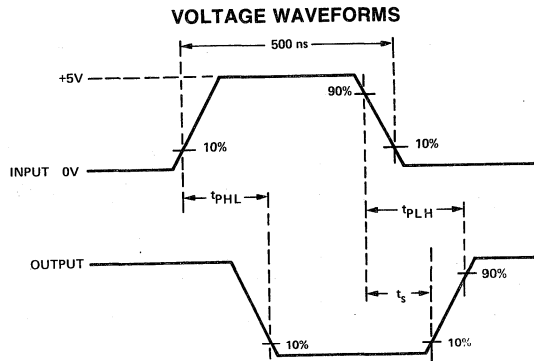 VOLTAGE WAVEFORMS
500 ns
+5V
90%
10%
10%
INPUT 0V
tPHL
tPLH
OUTPUT
90%
ts
10%
10%